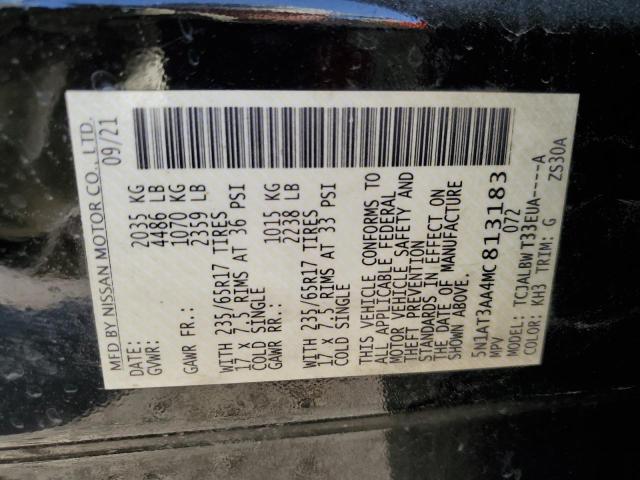 MFD BY NISSAN MOTOR CO., LTD.
DATE: 09/21
GVWR: 2035 KG
4486 LB
GAWR FR.: 1070 KG
2359 LB
WITH 235/65R17 TIRES
17 X 7.5 RIMS AT 36 PSI
COLD SINGLE
GAWR RR.: 1015 KG
2238 LB
WITH 235/65R17 TIRES
17 X 7.5 RIMS AT 33 PSI
COLD SINGLE
THIS VEHICLE CONFORMS TO
ALL APPLICABLE FEDERAL
MOTOR VEHICLE SAFETY AND
THEFT PREVENTION
STANDARDS IN EFFECT ON
THE DATE OF MANUFACTURE
SHOWN ABOVE.
5N1AT3AA4MC813183
MPV 072
MODEL: TCJALBWT33EUA----A
COLOR: KH3 TRIM: G ZS30A